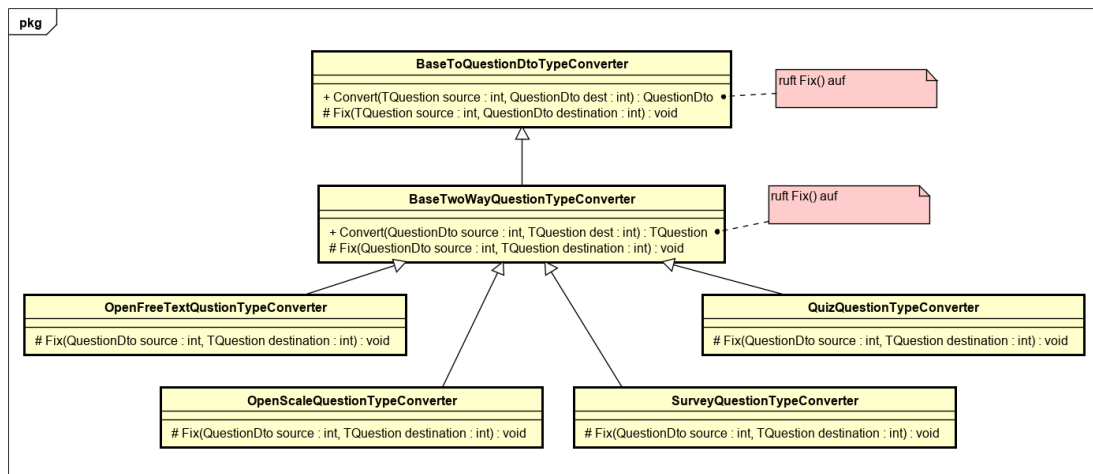 pkg
BaseToQuestionDtoTypeConverter
+ Convert(TQuestion source : int, QuestionDto dest : int) : QuestionDto
# Fix(TQuestion source : int, QuestionDto destination : int) : void
ruft Fix() auf
BaseTwoWayQuestionTypeConverter
+ Convert(QuestionDto source : int, TQuestion dest : int) : TQuestion
# Fix(QuestionDto source : int, TQuestion destination : int) : void
ruft Fix() auf
OpenFreeTextQustionTypeConverter
# Fix(QuestionDto source : int, TQuestion destination : int) : void
QuizQuestionTypeConverter
# Fix(QuestionDto source : int, TQuestion destination : int) : void
OpenScaleQuestionTypeConverter
# Fix(QuestionDto source : int, TQuestion destination : int) : void
SurveyQuestionTypeConverter
# Fix(QuestionDto source : int, TQuestion destination : int) : void